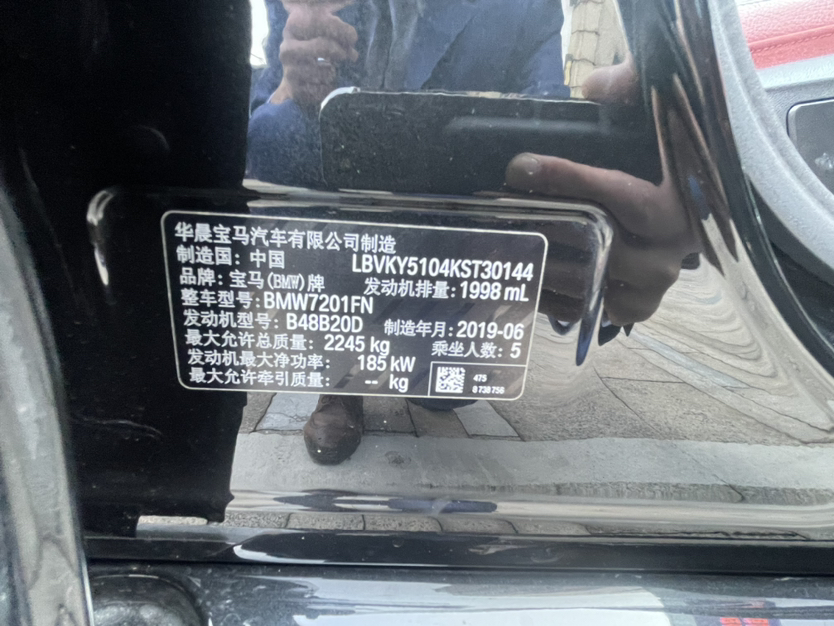 华晨宝马汽车有限公司制造
制造国：中国 LBVKY5104KST30144
品牌：宝马(BMW)牌 发动机排量：1998 mL
整车型号：BMW7201FN
发动机型号：B48B20D 制造年月：2019-06
最大允许总质量：2245 kg 乘坐人数：5
发动机最大净功率：185 kW
最大允许牵引质量：-- kg
475
8738758